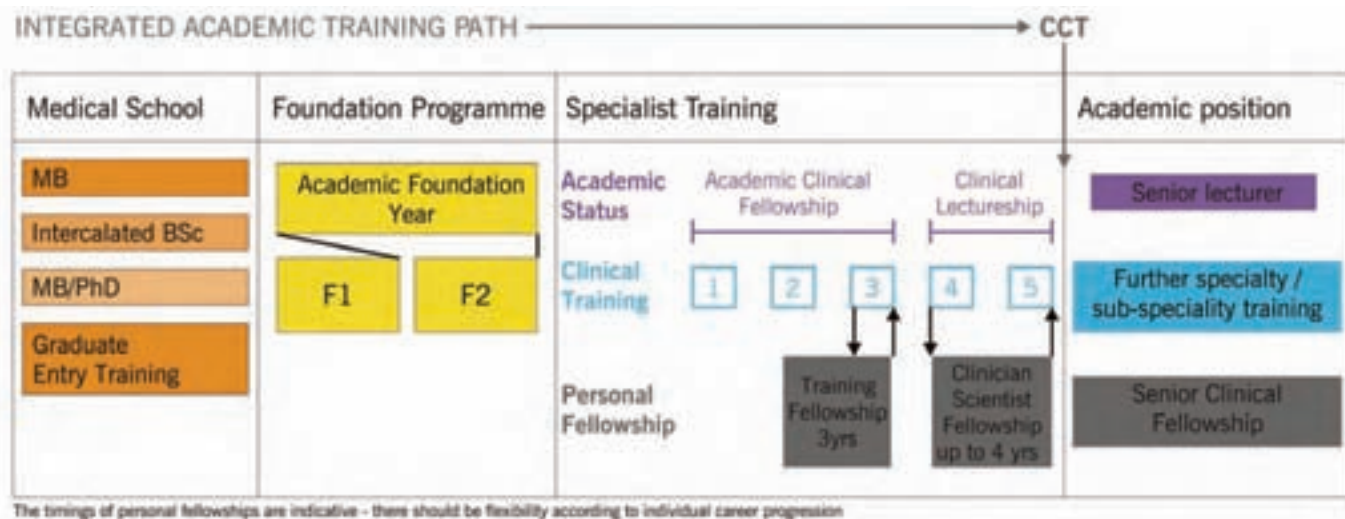 INTEGRATED ACADEMIC TRAINING PATH
CCT
Medical School
Foundation Programme
Specialist Training
Academic position
MB
Intercalated BSc
MB/PhD
Graduate
Entry Training
Academic Foundation
Year
F1
F2
Academic
Status
Academic Clinical
Fellowship
Clinical
Lectureship
Clinical
Training
1
2
3
4
5
Personal
Fellowship
Training
Fellowship
3yrs
Clinician
Scientist
Fellowship
up to 4 yrs
Senior lecturer
Further specialty /
sub-speciality training
Senior Clinical
Fellowship
The timings of personal fellowships are indicative - there should be flexibility according to individual career progression